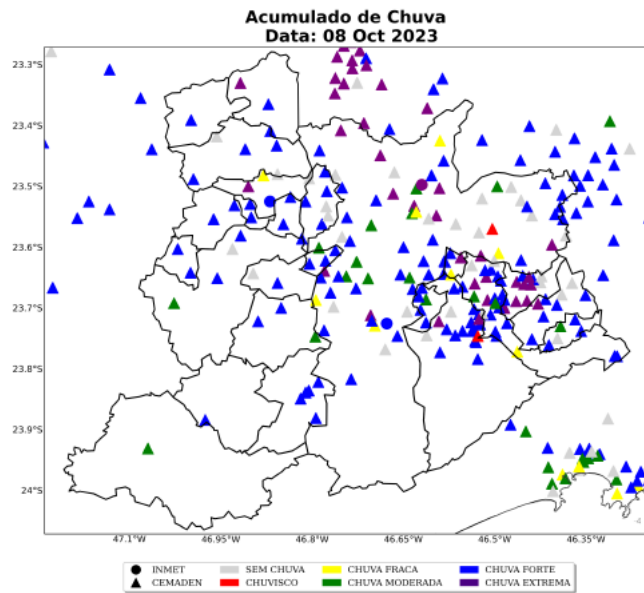 Acumulado de Chuva
Data: 08 Oct 2023
23.3°S
23.4°S
23.5°S
23.6°S
23.7°S
23.8°S
23.9°S
24°S
47.1°W
46.95°W
46.8°W
46.65°W
46.5°W
46.35°W
INMET
SEM CHUVA
CHUVA FRACA
CHUVA FORTE
CEMADEN
CHUVISCO
CHUVA MODERADA
CHUVA EXTREMA